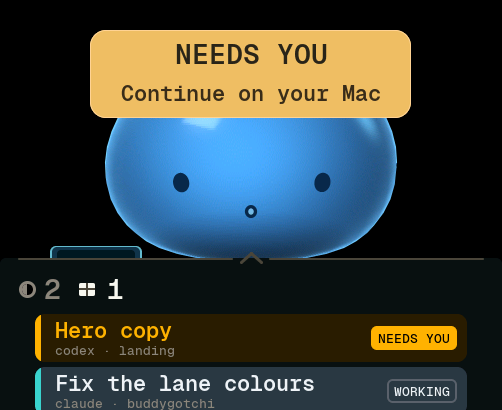 NEEDS YOU
Continue on your Mac
2 1
Hero copy
NEEDS YOU
codex · landing
Fix the lane colours
WORKING
claude · buddygotchi